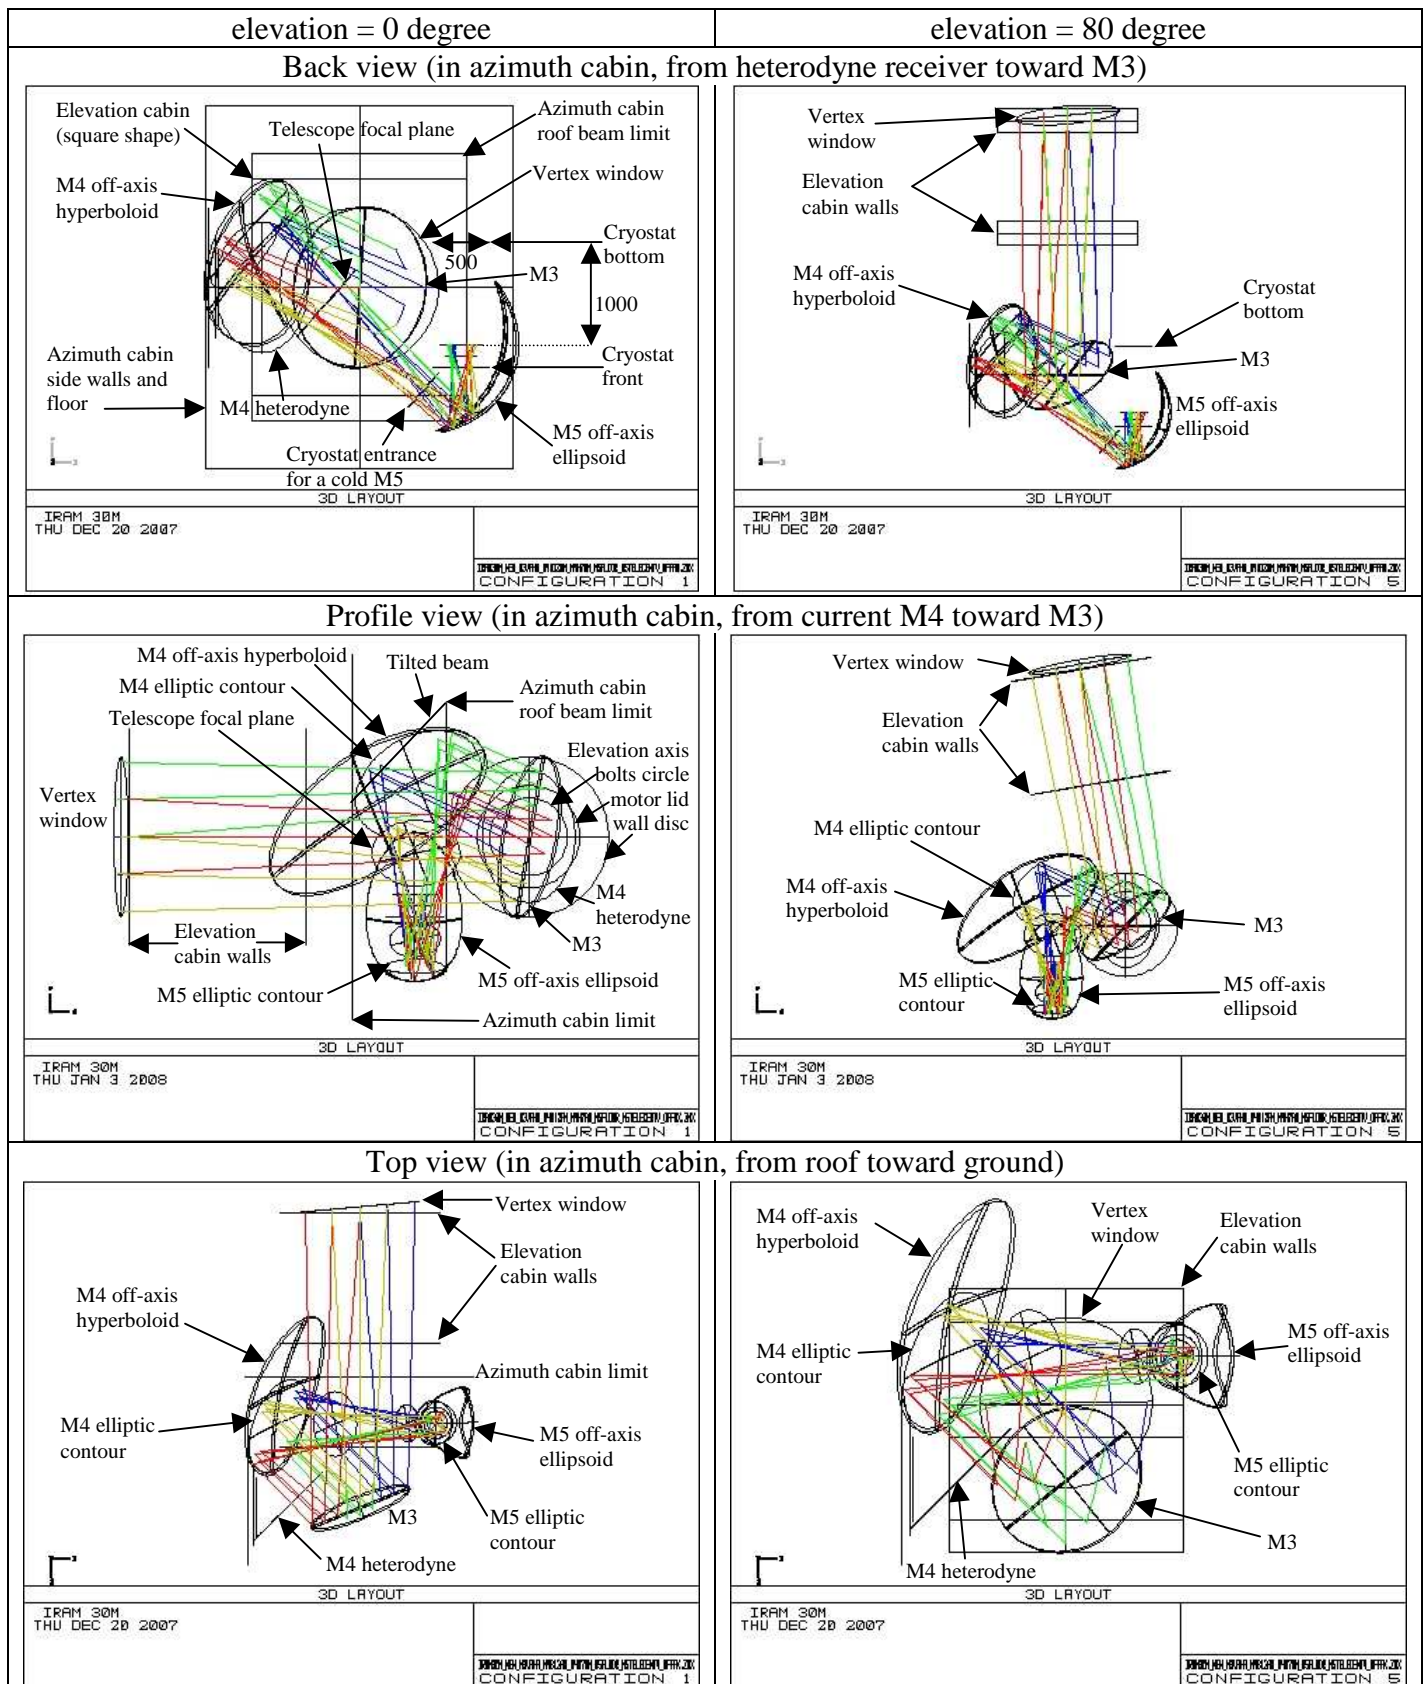 elevation = 0 degree
elevation = 80 degree
Back view (in azimuth cabin, from heterodyne receiver toward M3)
Elevation cabin
(square shape)
Telescope focal plane
Azimuth cabin
roof beam limit
M4 off-axis
hyperboloid
Vertex window
Cryostat
bottom
500
M3
1000
Azimuth cabin
side walls and
floor
Cryostat
front
M4 heterodyne
M5 off-axis
ellipsoid
Cryostat entrance
for a cold M5
3D LAYOUT
IRAM 30M
THU DEC 20 2007
CONFIGURATION 1
Vertex
window
Elevation
cabin walls
M4 off-axis
hyperboloid
Cryostat
bottom
M3
M5 off-axis
ellipsoid
3D LAYOUT
IRAM 30M
THU DEC 20 2007
CONFIGURATION 5
Profile view (in azimuth cabin, from current M4 toward M3)
M4 off-axis hyperboloid
Tilted beam
M4 elliptic contour
Azimuth cabin
roof beam limit
Telescope focal plane
Elevation axis
bolts circle
motor lid
wall disc
Vertex
window
M4
heterodyne
Elevation
cabin walls
M3
M5 off-axis ellipsoid
M5 elliptic contour
Azimuth cabin limit
3D LAYOUT
IRAM 30M
THU JAN 3 2008
CONFIGURATION 1
Vertex window
Elevation
cabin walls
M4 elliptic contour
M4 off-axis
hyperboloid
M3
M5 elliptic
contour
M5 off-axis
ellipsoid
3D LAYOUT
IRAM 30M
THU JAN 3 2008
CONFIGURATION 5
Top view (in azimuth cabin, from roof toward ground)
Vertex window
Elevation
cabin walls
M4 off-axis
hyperboloid
Azimuth cabin limit
M4 elliptic
contour
M5 off-axis
ellipsoid
M3
M5 elliptic
contour
M4 heterodyne
3D LAYOUT
IRAM 30M
THU DEC 20 2007
CONFIGURATION 1
M4 off-axis
hyperboloid
Vertex
window
Elevation
cabin walls
M4 elliptic
contour
M5 off-axis
ellipsoid
M5 elliptic
contour
M3
M4 heterodyne
3D LAYOUT
IRAM 30M
THU DEC 20 2007
CONFIGURATION 5